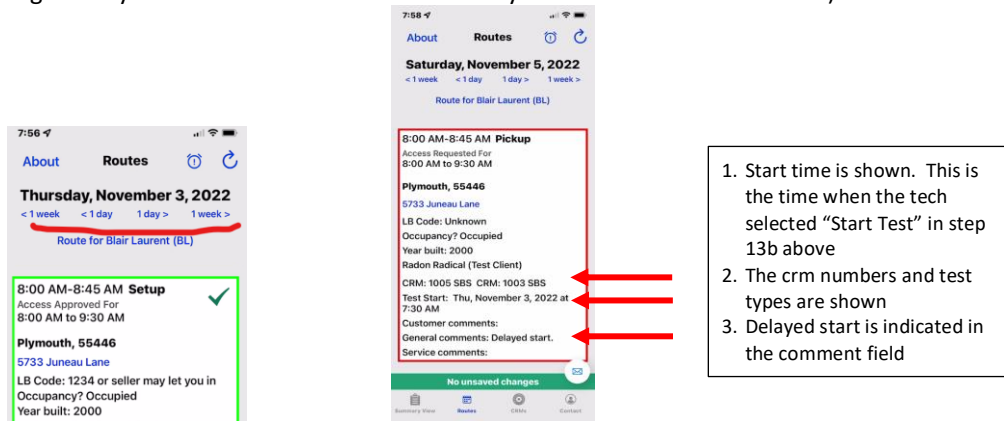 7:56
About Routes
Thursday, November 3, 2022
< 1 week < 1 day 1 day > 1 week >
Route for Blair Laurent (BL)
8:00 AM-8:45 AM Setup
Access Approved For
8:00 AM to 9:30 AM
Plymouth, 55446
5733 Juneau Lane
LB Code: 1234 or seller may let you in
Occupancy? Occupied
Year built: 2000
7:58
About Routes
Saturday, November 5, 2022
< 1 week < 1 day 1 day > 1 week >
Route for Blair Laurent (BL)
8:00 AM-8:45 AM Pickup
Access Requested For
8:00 AM to 9:30 AM
Plymouth, 55446
5733 Juneau Lane
LB Code: Unknown
Occupancy? Occupied
Year built: 2000
Radon Radical (Test Client)
CRM: 1005 SBS CRM: 1003 SBS
Test Start: Thu, November 3, 2022 at
7:30 AM
Customer comments:
General comments: Delayed start.
Service comments:
No unsaved changes
Summary View Routes CRMs Contact
1. Start time is shown. This is
the time when the tech
selected “Start Test” in step
13b above
2. The crm numbers and test
types are shown
3. Delayed start is indicated in
the comment field